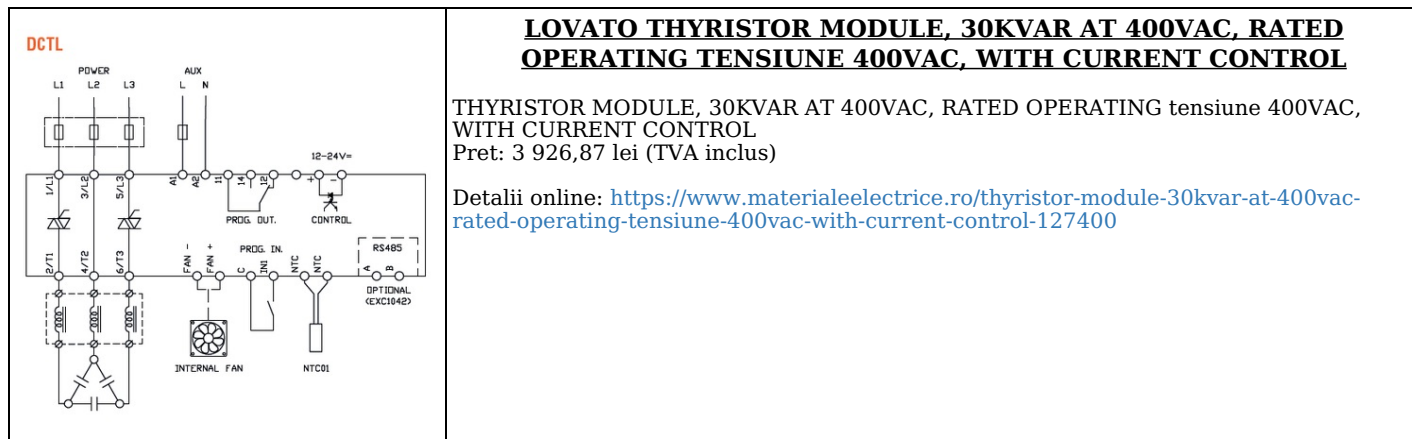 DCTL
POWER AUX
L1 L2 L3 L N
12-24V=
1/L1 3/L2 5/L3 A1 A2 11 14 12 + -
PROG. OUT. CONTROL
2/T1 4/T2 6/T3 FAN - FAN + PROG. IN. C IN1 NTC NTC RS485 A B
OPTIONAL
(EXC1042)
INTERNAL FAN NTC01
LOVATO THYRISTOR MODULE, 30KVAR AT 400VAC, RATED
OPERATING TENSIUNE 400VAC, WITH CURRENT CONTROL
THYRISTOR MODULE, 30KVAR AT 400VAC, RATED OPERATING tensiune 400VAC,
WITH CURRENT CONTROL
Pret: 3 926,87 lei (TVA inclus)
Detalii online: https://www.materialeelectrice.ro/thyristor-module-30kvar-at-400vac-
rated-operating-tensiune-400vac-with-current-control-127400